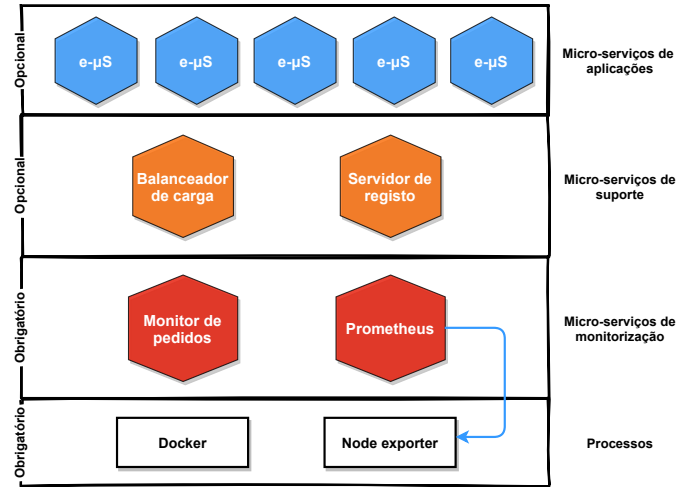 Opcional
e-µS
e-µS
e-µS
e-µS
e-µS
Micro-serviços de
aplicações
Opcional
Balanceador
de carga
Servidor de
registo
Micro-serviços de
suporte
Obrigatório
Monitor de
pedidos
Prometheus
Micro-serviços de
monitorização
Obrigatório
Docker
Node exporter
Processos